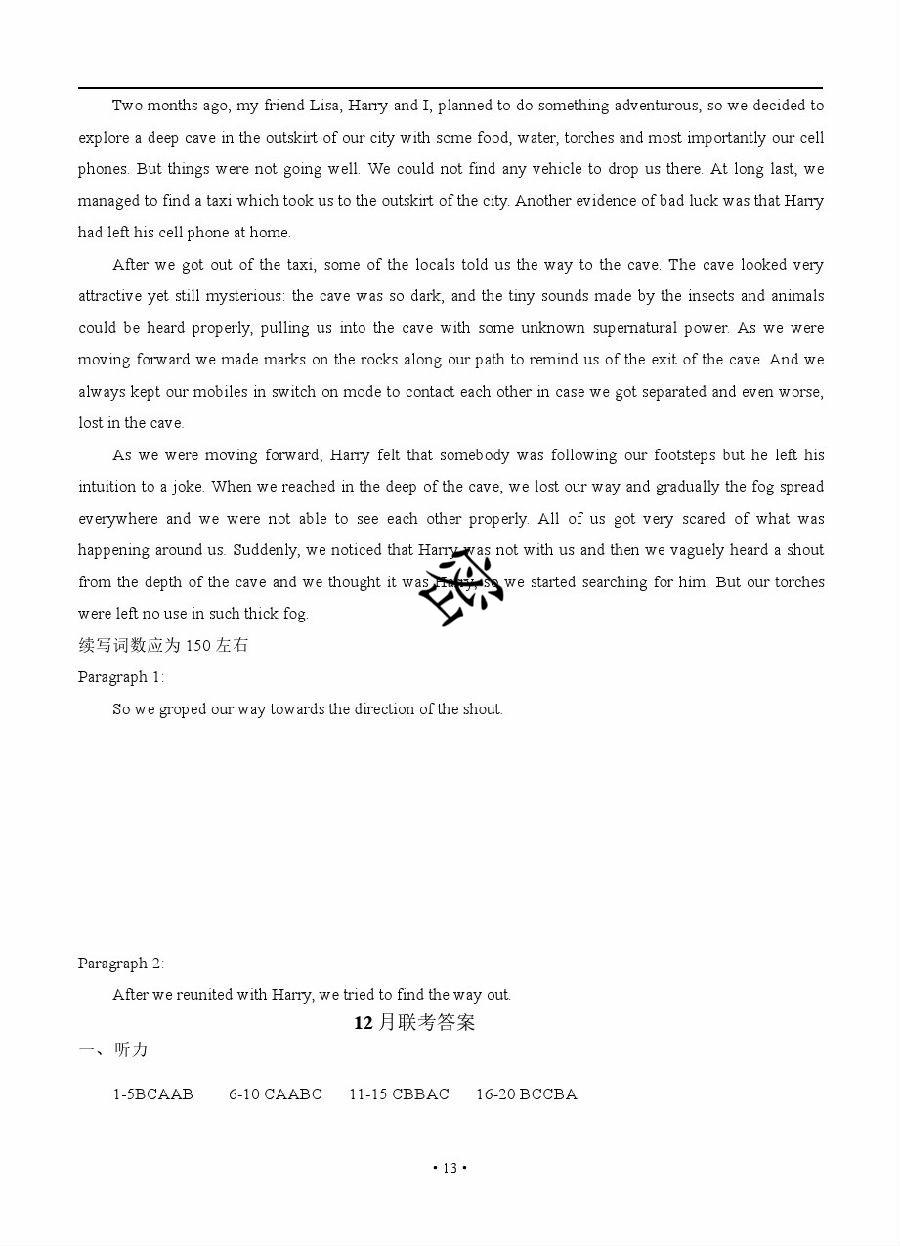 Two months ago, my friend Lisa, Harry and I, planned to do something adventurous, so we decided to
explore a deep cave in the outskirt of our city with some food, water, torches and most importantly our cell
phones. But things were not going well. We could not find any vehicle to drop us there. At long last, we
managed to find a taxi which took us to the outskirt of the city. Another evidence of bad luck was that Harry
had left his cell phone at home.
After we got out of the taxi, some of the locals told us the way to the cave. The cave looked very
attractive yet still mysterious: the cave was so dark, and the tiny sounds made by the insects and animals
could be heard properly, pulling us into the cave with some unknown supernatural power. As we were
moving forward we made marks on the rocks along our path to remind us of the exit of the cave. And we
always kept our mobiles in switch on mode to contact each other in case we got separated and even worse,
lost in the cave.
As we were moving forward, Harry felt that somebody was following our footsteps but he left his
intuition to a joke. When we reached in the deep of the cave, we lost our way and gradually the fog spread
everywhere and we were not able to see each other properly. All of us got very scared of what was
happening around us. Suddenly, we noticed that Harry was not with us and then we vaguely heard a shout
from the depth of the cave and we thought it was Harry, so we started searching for him. But our torches
were left no use in such thick fog.
密
续写词数应为 150 左右
Paragraph 1:
So we groped our way towards the direction of the shout.
Paragraph 2:
After we reunited with Harry, we tried to find the way out.
12 月联考答案
一、听力
1-5BCAAB 6-10 CAABC 11-15 CBBAC 16-20 BCCBA
• 13 •